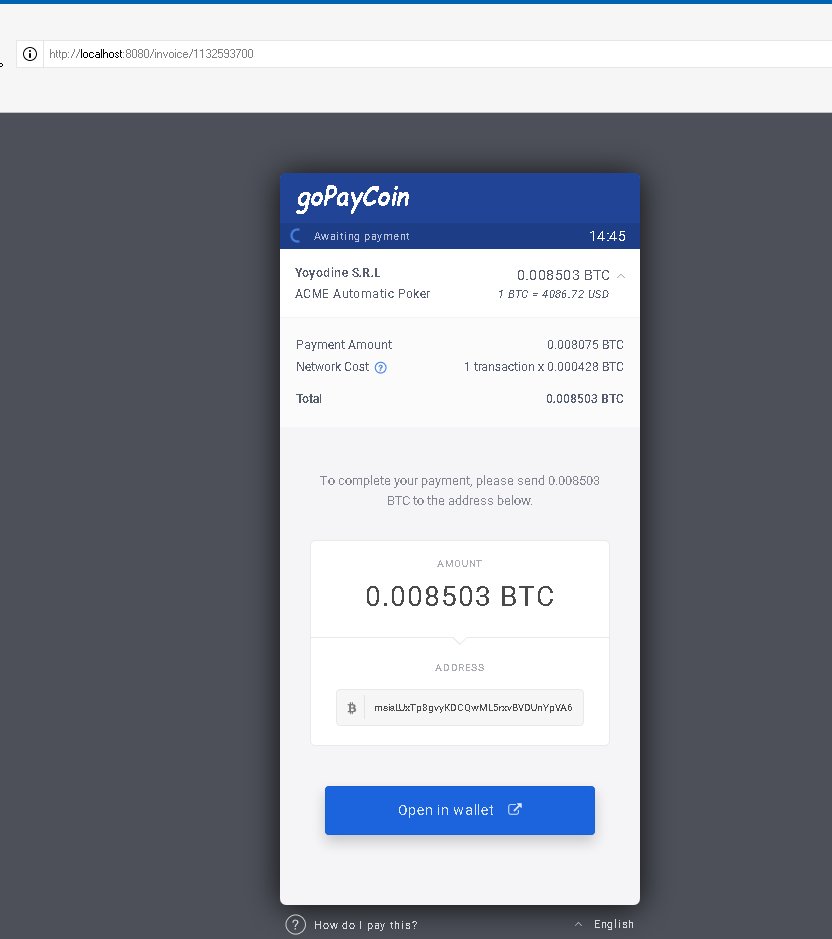 http://localhost:8080/invoice/1132593700
goPayCoin
Awaiting payment 14:45
Yoyodine S.R.L 0.008503 BTC
ACME Automatic Poker 1 BTC = 4086.72 USD
Payment Amount 0.008075 BTC
Network Cost ? 1 transaction x 0.000428 BTC
Total 0.008503 BTC
To complete your payment, please send 0.008503
BTC to the address below.
AMOUNT
0.008503 BTC
ADDRESS
Open in wallet
? How do I pay this? English